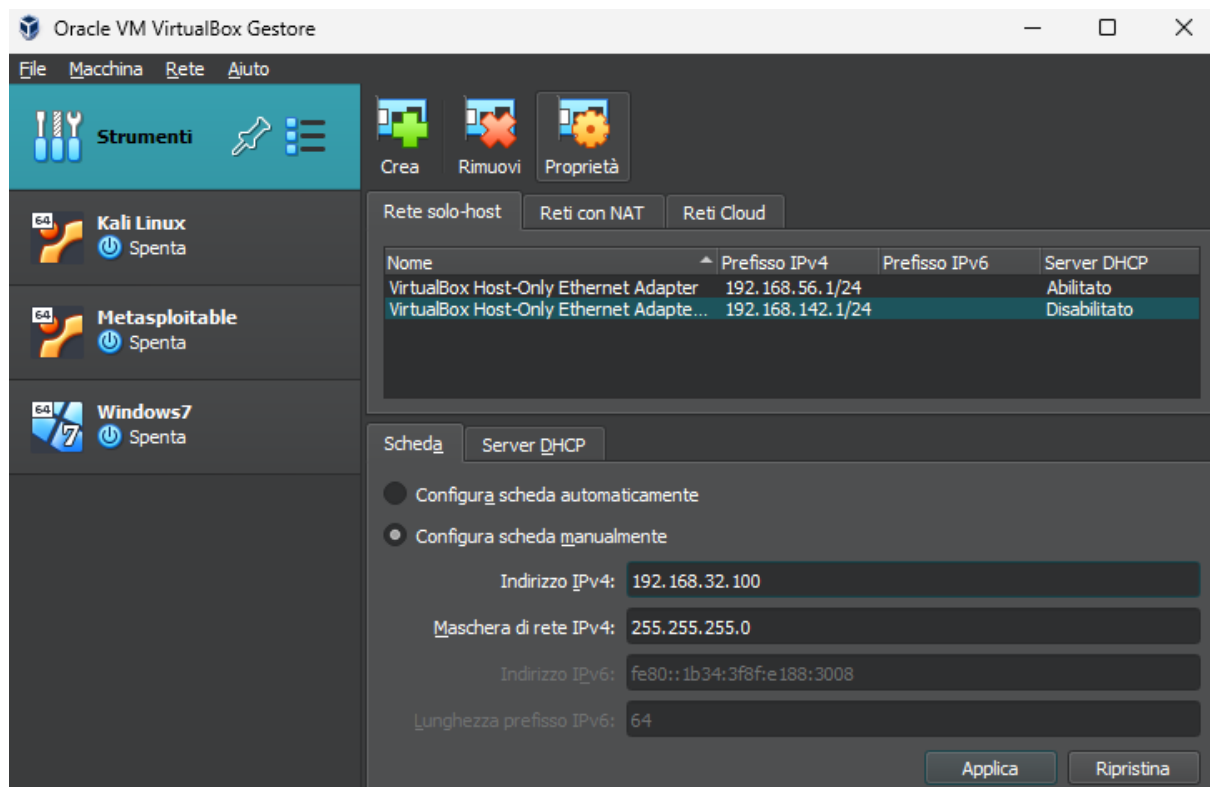 Oracle VM VirtualBox Gestore
File Macchina Rete Aiuto
Strumenti
Crea Rimuovi Proprietà
64 Kali Linux
Spenta
64 Metasploitable
Spenta
64 Windows7
7 Spenta
Rete solo-host Reti con NAT Reti Cloud
Nome Prefisso IPv4 Prefisso IPv6 Server DHCP
VirtualBox Host-Only Ethernet Adapter 192.168.56.1/24 Abilitato
VirtualBox Host-Only Ethernet Adapte... 192.168.142.1/24 Disabilitato
Scheda Server DHCP
Configura scheda automaticamente
Configura scheda manualmente
Indirizzo IPv4: 192.168.32.100
Maschera di rete IPv4: 255.255.255.0
Indirizzo IPv6: fe80::1b34:3f8f:e188:3008
Lunghezza prefisso IPv6: 64
Applica Ripristina